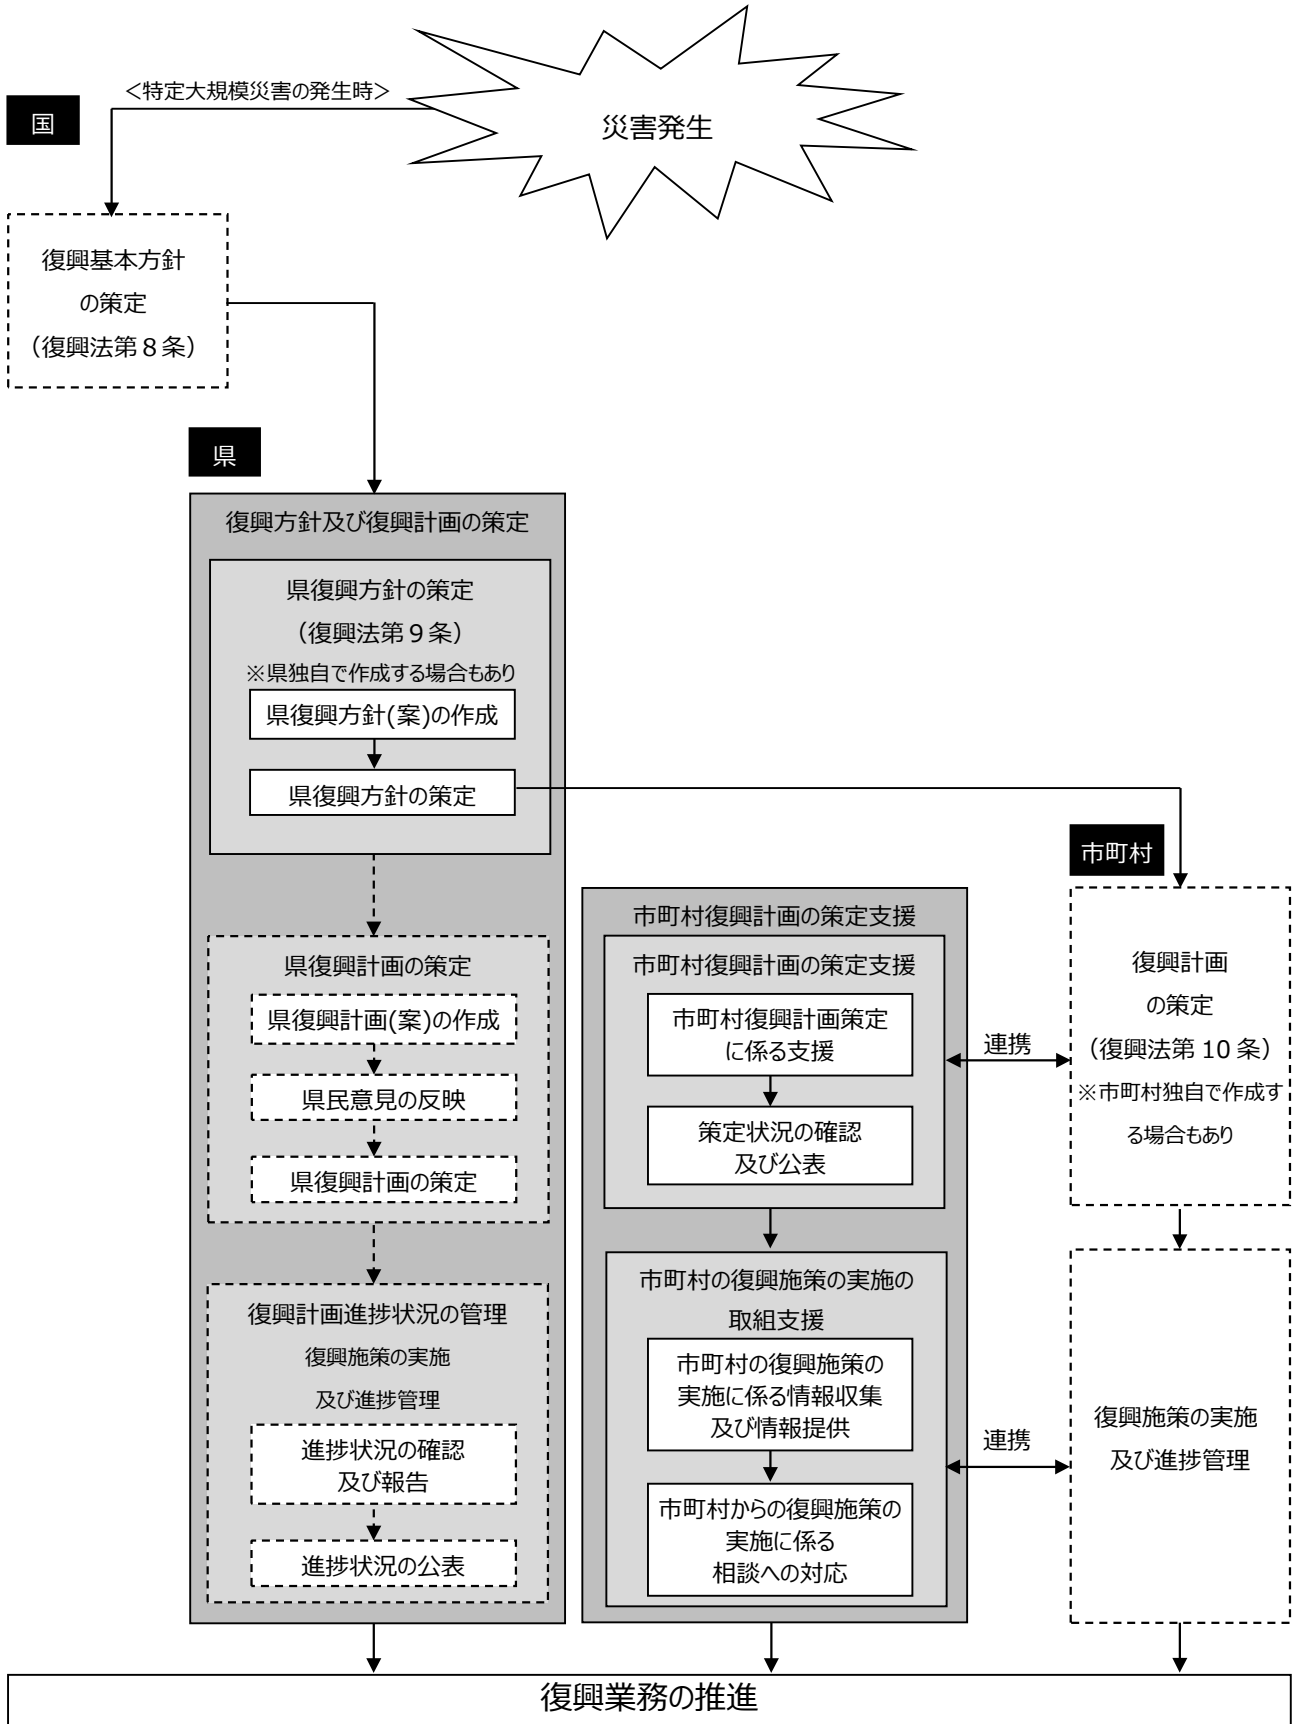 災害発生
＜特定大規模災害の発生時＞
国
復興基本方針
の策定
（復興法第８条）
県
復興方針及び復興計画の策定
県復興方針の策定
（復興法第９条）
※県独自で作成する場合もあり
県復興方針(案)の作成
県復興方針の策定
県復興計画の策定
県復興計画(案)の作成
県民意見の反映
県復興計画の策定
復興計画進捗状況の管理
復興施策の実施
及び進捗管理
進捗状況の確認
及び報告
進捗状況の公表
市町村復興計画の策定支援
市町村復興計画の策定支援
市町村復興計画策定
に係る支援
策定状況の確認
及び公表
市町村の復興施策の実施の
取組支援
市町村の復興施策の
実施に係る情報収集
及び情報提供
市町村からの復興施策の
実施に係る
相談への対応
連携
連携
市町村
復興計画
の策定
（復興法第 10 条）
※市町村独自で作成す
る場合もあり
復興施策の実施
及び進捗管理
復興業務の推進